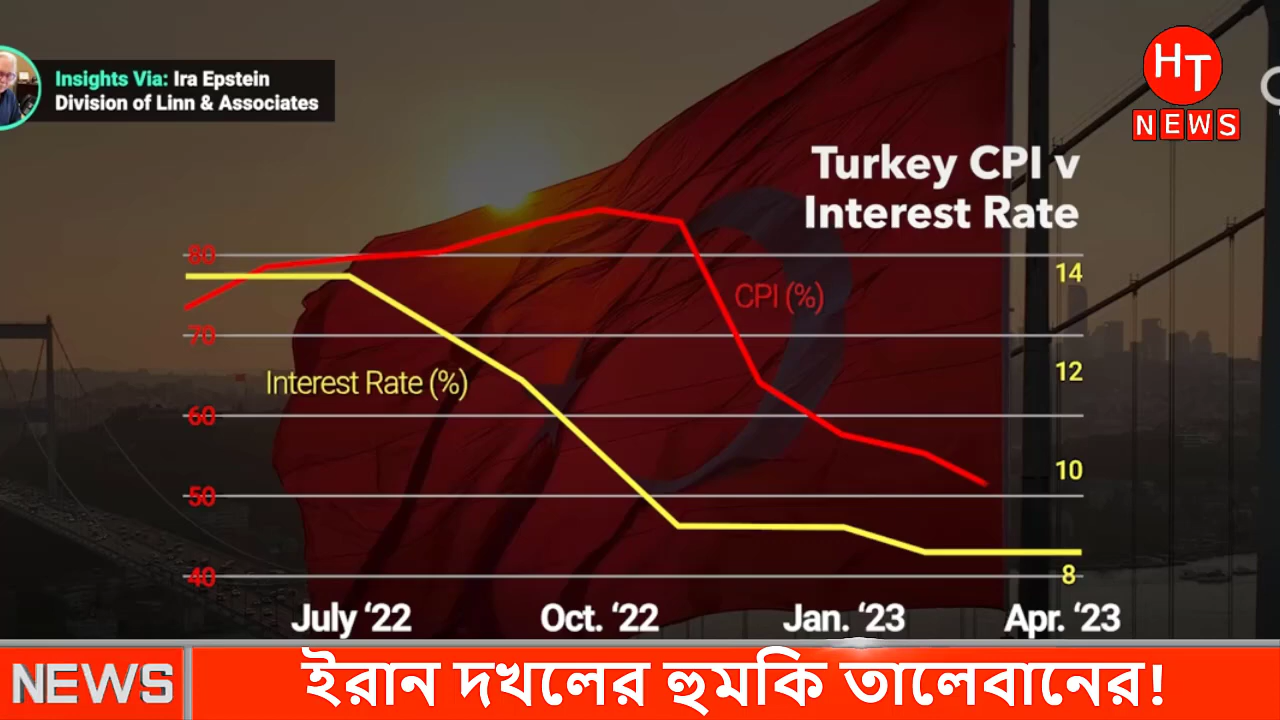 Insights Via: Ira Epstein
Division of Linn & Associates
HT
NEWS
Turkey CPI v
Interest Rate
80
14
CPI (%)
70
12
Interest Rate (%)
60
10
50
40
8
July ‘22
Oct. ‘22
Jan. ‘23
Apr. ‘23
NEWS
ইরান দখলের হুমকি তালেবানের!